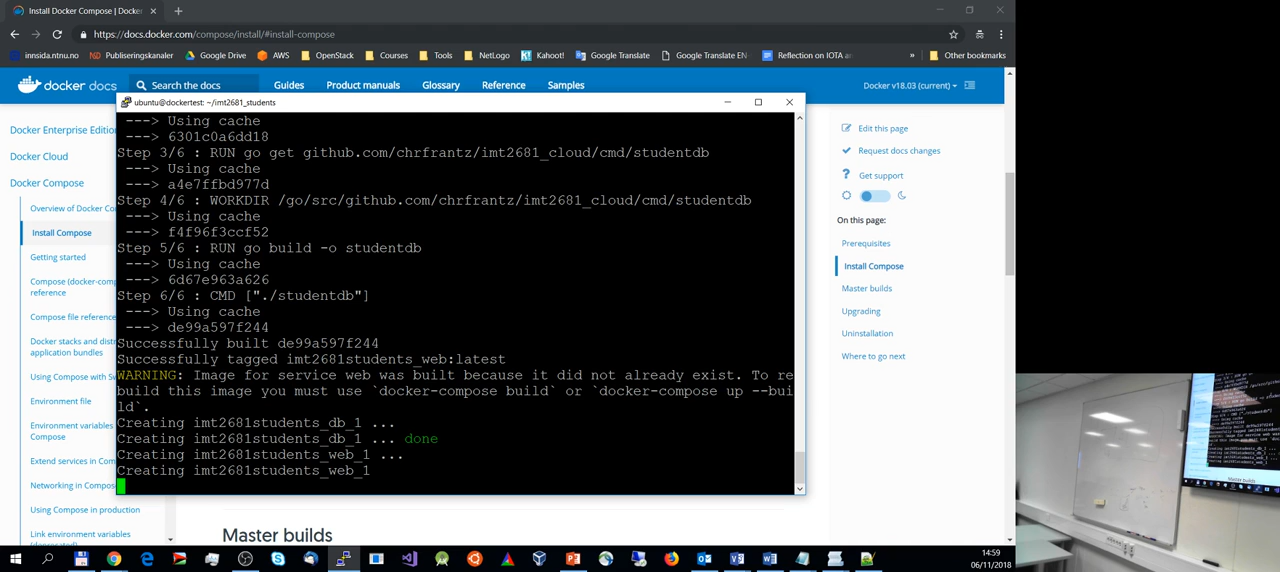 Install Docker Compose | Dock
https://docs.docker.com/compose/install/#install-compose
innsida.ntnu.no
Publiseringskanaler
Google Drive
AWS
OpenStack
Courses
Tools
NetLogo
Kahoot!
Google Translate
Google Translate EN
Reflection on IOTA
»
Other bookmarks
docker docs
Search the docs
Guides
Product manuals
Glossary
Reference
Samples
Docker v18.03 (current)
Docker Enterprise Edition
Docker Cloud
Docker Compose
Overview of Docker Co
Install Compose
Getting started
Compose (docker-comp
reference
Compose file reference
Docker stacks and dist
application bundles
Using Compose with Sw
Environment file
Environment variables
Compose
Extend services in Comp
Networking in Compos
Using Compose in production
Link environment variables
ubuntu@dockertest: ~/imt2681_students
---> Using cache
---> 6301c0a6dd18
Step 3/6 : RUN go get github.com/chrfrantz/imt2681_cloud/cmd/studentdb
---> Using cache
---> a4e7ffbd977d
Step 4/6 : WORKDIR /go/src/github.com/chrfrantz/imt2681_cloud/cmd/studentdb
---> Using cache
---> f4f96f3ccf52
Step 5/6 : RUN go build -o studentdb
---> Using cache
---> 6d67e963a626
Step 6/6 : CMD ["./studentdb"]
---> Using cache
---> de99a597f244
Successfully built de99a597f244
Successfully tagged imt2681students_web:latest
WARNING: Image for service web was built because it did not already exist. To re
build this image you must use `docker-compose build` or `docker-compose up --bui
ld`.
Creating imt2681students_db_1 ...
Creating imt2681students_db_1 ... done
Creating imt2681students_web_1 ...
Creating imt2681students_web_1
Master builds
Edit this page
Request docs changes
Get support
On this page:
Prerequisites
Install Compose
Master builds
Upgrading
Uninstallation
Where to go next
14:59
06/11/2018